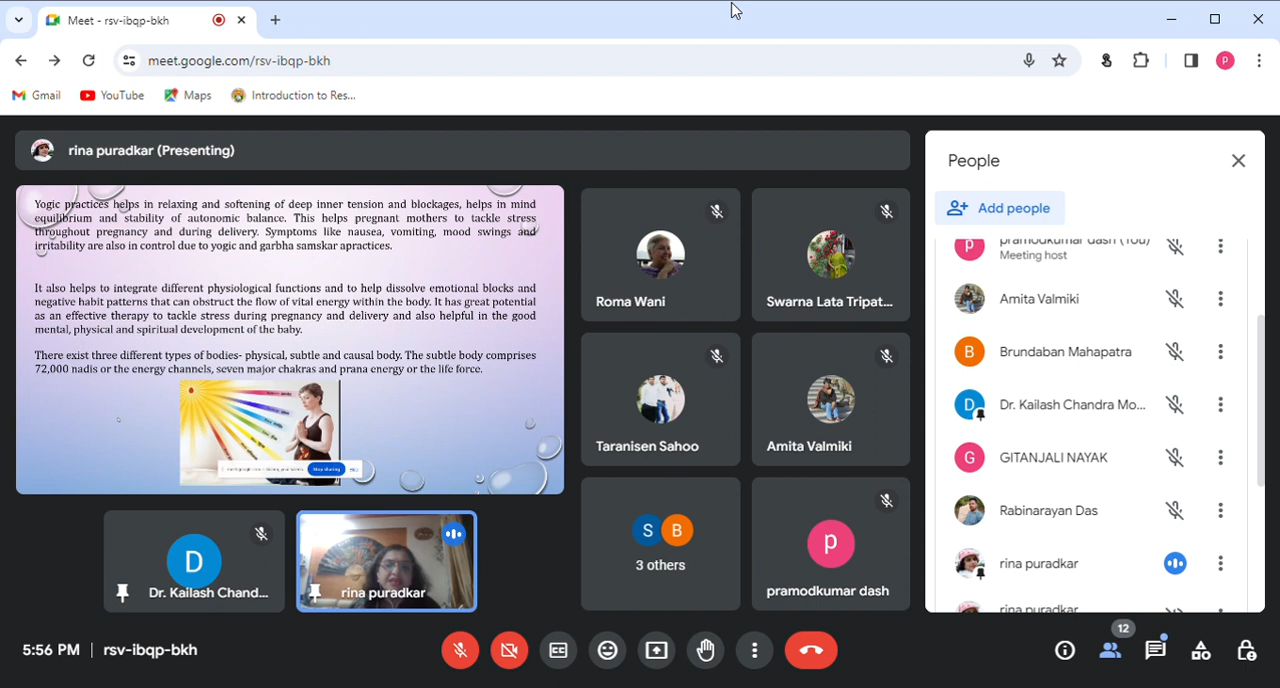 Meet - rsv-ibqp-bkh
meet.google.com/rsv-ibqp-bkh
Gmail YouTube Maps Introduction to Res...
rina puradkar (Presenting)
Yogic practices helps in relaxing and softening of deep inner tension and blockages, helps in mind
equilibrium and stability of autonomic balance. This helps pregnant mothers to tackle stress
throughout pregnancy and during delivery. Symptoms like nausea, vomiting, mood swings and
irritability are also in control due to yogic and garbha samskar apractices.
It also helps to integrate different physiological functions and to help dissolve emotional blocks and
negative habit patterns that can obstruct the flow of vital energy within the body. It has great potential
as an effective therapy to tackle stress during pregnancy and delivery and also helpful in the good
mental, physical and spiritual development of the baby.
There exist three different types of bodies- physical, subtle and causal body. The subtle body comprises
72,000 nadis or the energy channels, seven major chakras and prana energy or the life force.
Stop sharing
D
Dr. Kailash Chand...
rina puradkar
Roma Wani
Swarna Lata Tripat...
Taranisen Sahoo
Amita Valmiki
S B
3 others
p
pramodkumar dash
People
Add people
p
pramodkumar dash (You)
Meeting host
Amita Valmiki
B
Brundaban Mahapatra
D
Dr. Kailash Chandra Mo...
G
GITANJALI NAYAK
Rabinarayan Das
rina puradkar
rina puradkar
5:56 PM | rsv-ibqp-bkh
12
P